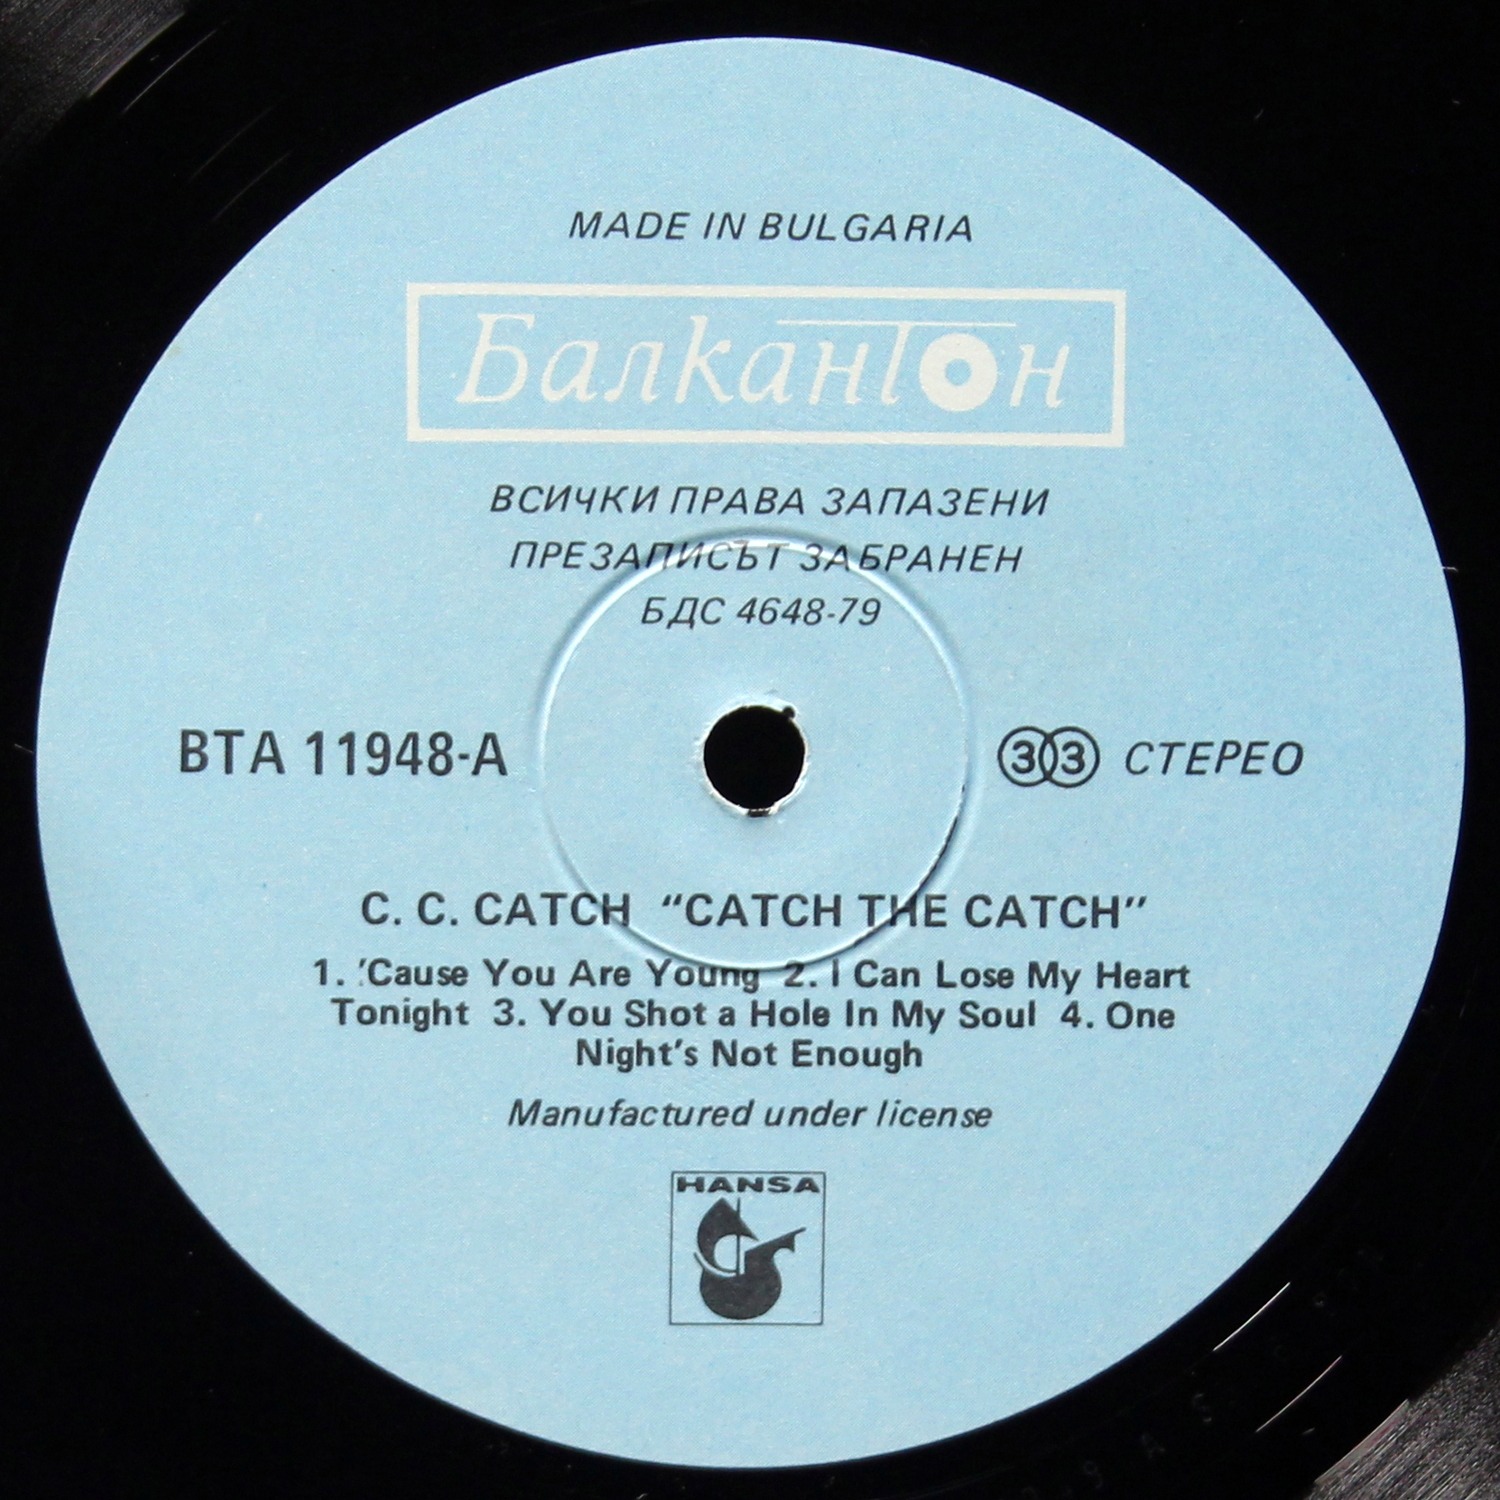 MADE IN BULGARIA
Балкантон
ВСИЧКИ ПРАВА ЗАПАЗЕНИ
ПРЕЗАПИСЪТ ЗАБРАНЕН
БДС 4648-79
ВТА 11948-А
33 СТЕРЕО
C. C. CATCH “CATCH THE CATCH”
1. ’Cause You Are Young 2. I Can Lose My Heart
Tonight 3. You Shot a Hole In My Soul 4. One
Night’s Not Enough
Manufactured under license
HANSA